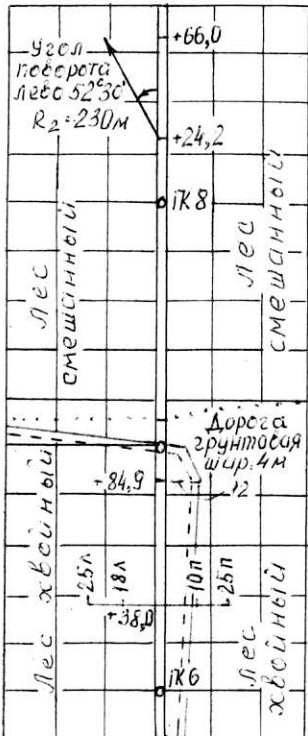 +66,0
Угол
поворота
лево 52°30'
R2=230м
+24,2
ПК8
Лес
смешанный
Лес
смешанный
Дорога
грунтовая
шир. 4м
+84,9
12
25л
18л
10п
25п
+38,0
Лес хвойный
Лес
хвойный
ПК6